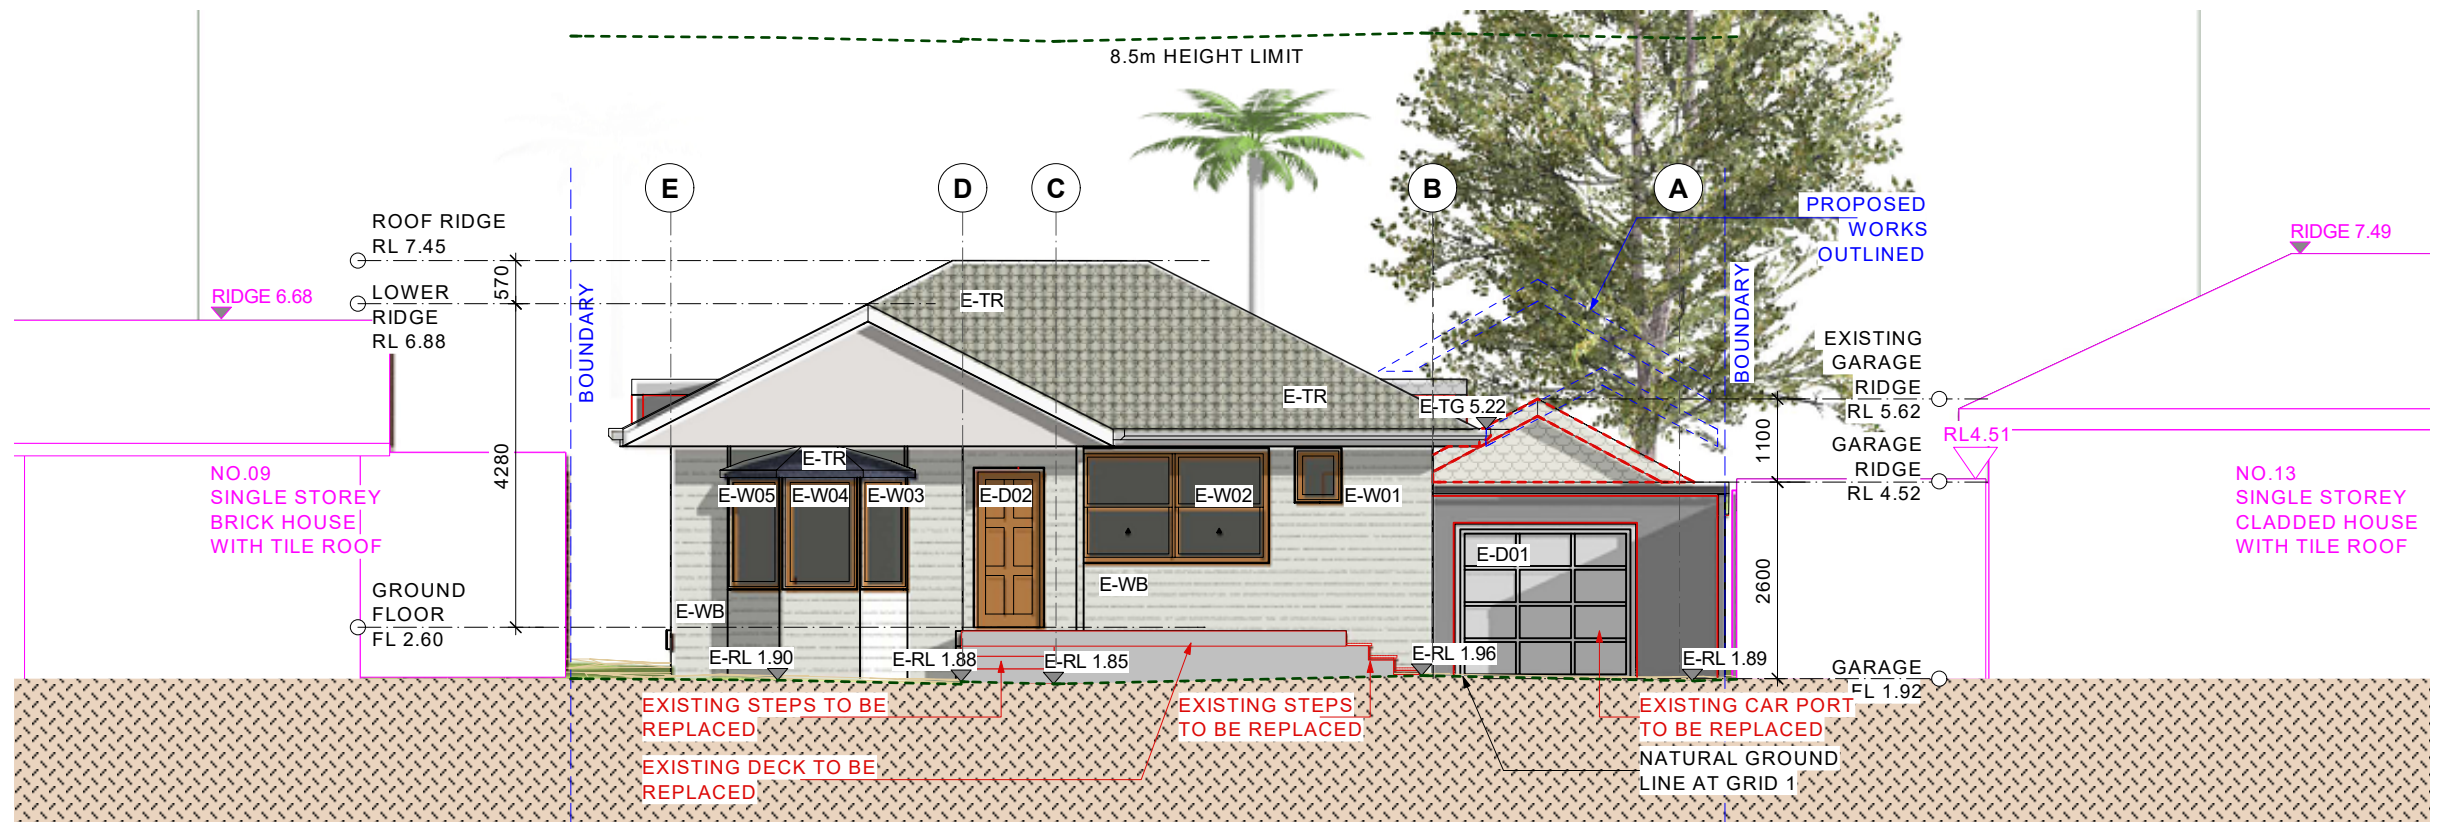 8.5m HEIGHT LIMIT
E
D
C
B
A
PROPOSED
WORKS
OUTLINED
ROOF RIDGE
RL 7.45
LOWER
RIDGE
RL 6.88
570
4280
GROUND
FLOOR
FL 2.60
RIDGE 6.68
NO.09
SINGLE STOREY
BRICK HOUSE
WITH TILE ROOF
BOUNDARY
E-TR
E-TR
E-TR
E-TG 5.22
E-W05
E-W04
E-W03
E-D02
E-W02
E-W01
E-D01
E-WB
E-WB
E-RL 1.90
E-RL 1.88
E-RL 1.85
E-RL 1.96
E-RL 1.89
BOUNDARY
EXISTING
GARAGE
RIDGE
RL 5.62
GARAGE
RIDGE
RL 4.52
1100
2600
GARAGE
FL 1.92
RIDGE 7.49
RL4.51
NO.13
SINGLE STOREY
CLADDED HOUSE
WITH TILE ROOF
EXISTING STEPS TO BE
REPLACED
EXISTING DECK TO BE
REPLACED
EXISTING STEPS
TO BE REPLACED
EXISTING CAR PORT
TO BE REPLACED
NATURAL GROUND
LINE AT GRID 1